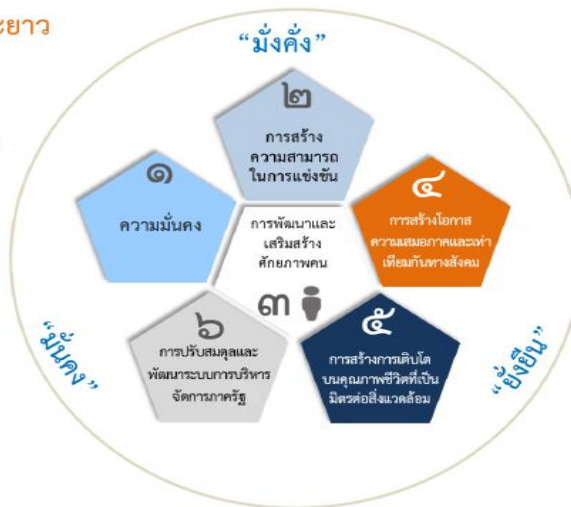 ะยาว
“มั่งคั่ง”
๒
การสร้าง
ความสามารถ
ในการแข่งขัน
๑
ความมั่นคง
การพัฒนาและ
เสริมสร้าง
ศักยภาพคน
๓
๔
การสร้างโอกาส
ความเสมอภาคและเท่า
เทียมกันทางสังคม
๖
การปรับสมดุลและ
พัฒนาระบบการบริหาร
จัดการภาครัฐ
๕
การสร้างการเติบโต
บนคุณภาพชีวิตที่เป็น
มิตรต่อสิ่งแวดล้อม
“มั่นคง”
“ยั่งยืน”